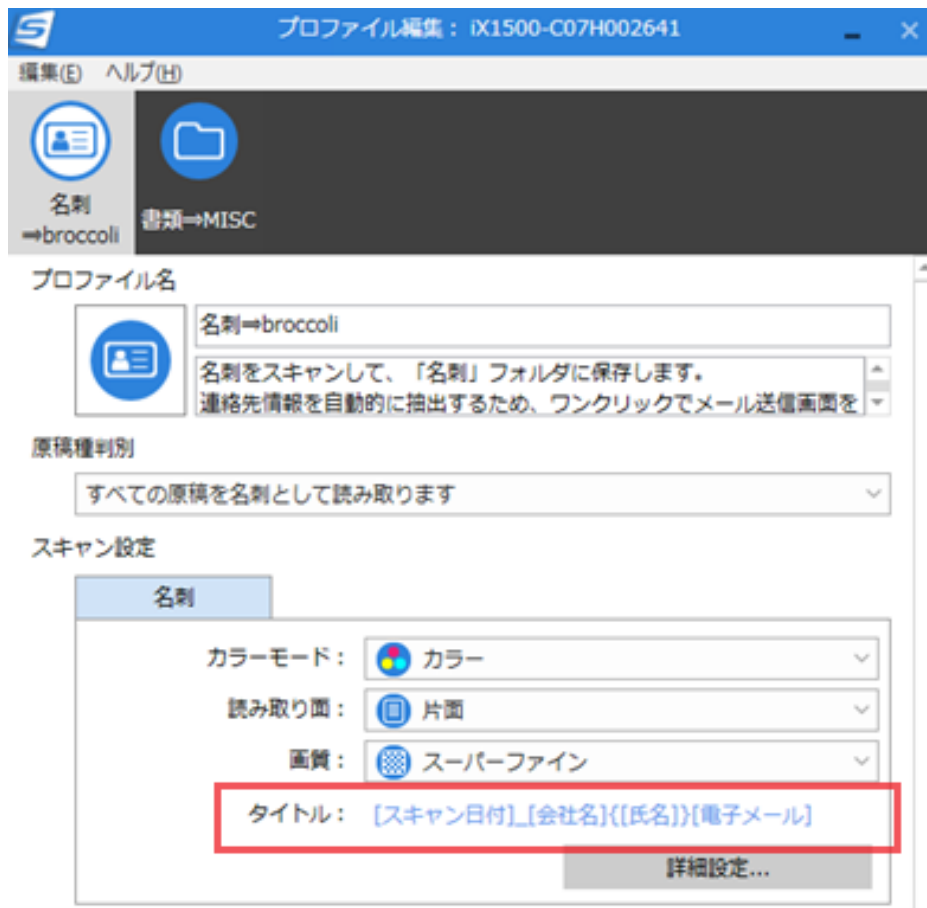 プロファイル編集： iX1500-C07H002641
編集(E) ヘルプ(H)
名刺
⇒broccoli
書類⇒MISC
プロファイル名
名刺⇒broccoli
名刺をスキャンして、「名刺」フォルダに保存します。
連絡先情報を自動的に抽出するため、ワンクリックでメール送信画面を
原稿種判別
すべての原稿を名刺として読み取ります
スキャン設定
名刺
カラーモード： カラー
読み取り面： 片面
画質： スーパーファイン
タイトル： [スキャン日付]_[会社名]{[氏名]}[電子メール]
詳細設定...